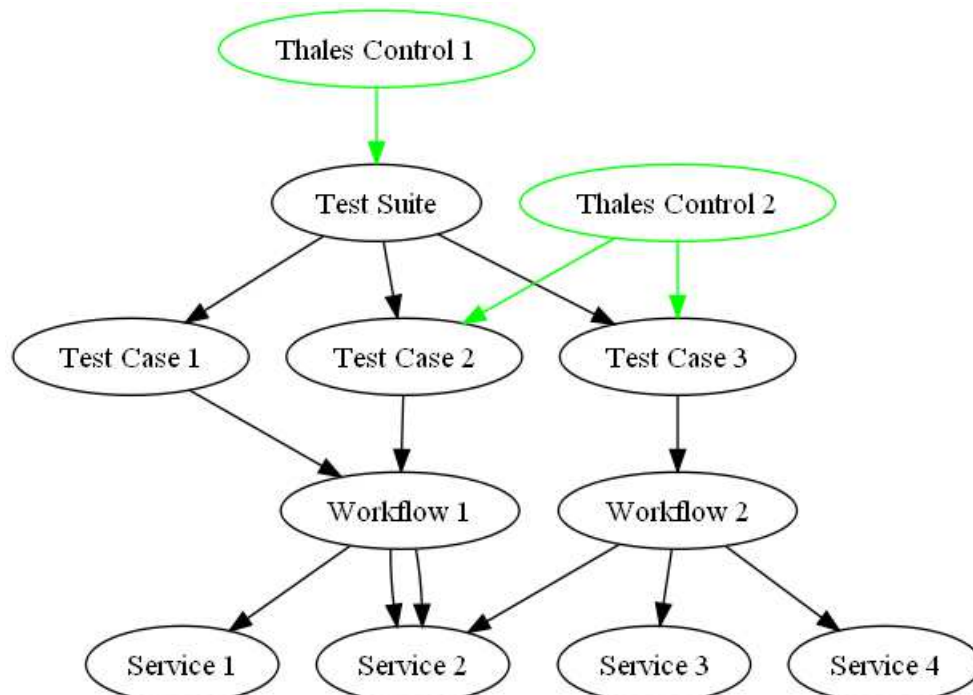 Thales Control 1
Test Suite
Thales Control 2
Test Case 1
Test Case 2
Test Case 3
Workflow 1
Workflow 2
Service 1
Service 2
Service 3
Service 4